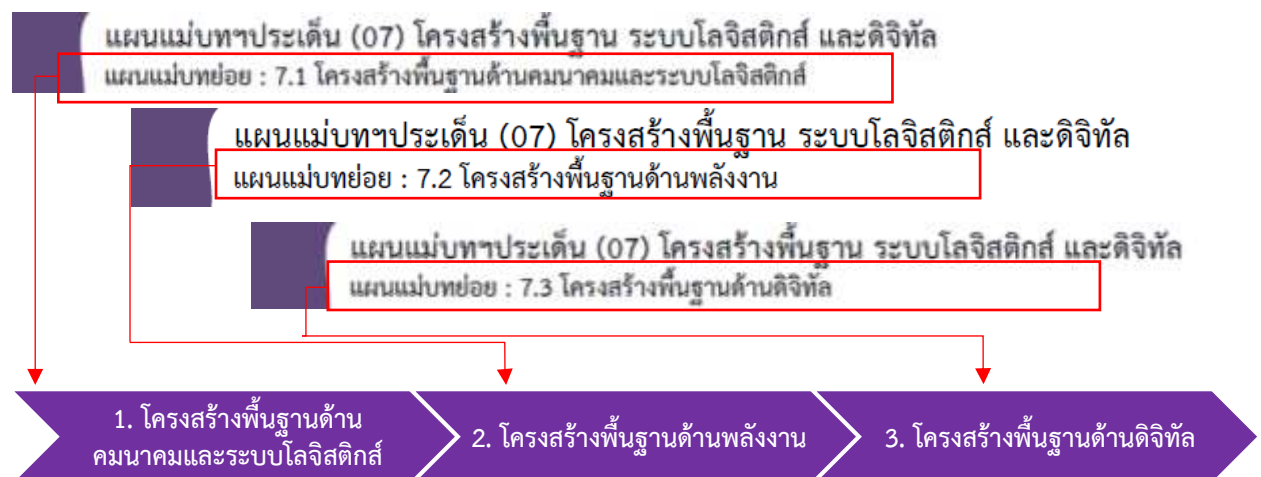 แผนแม่บทฯประเด็น (07) โครงสร้างพื้นฐาน ระบบโลจิสติกส์ และดิจิทัล
แผนแม่บทย่อย : 7.1 โครงสร้างพื้นฐานด้านคมนาคมและระบบโลจิสติกส์
แผนแม่บทฯประเด็น (07) โครงสร้างพื้นฐาน ระบบโลจิสติกส์ และดิจิทัล
แผนแม่บทย่อย : 7.2 โครงสร้างพื้นฐานด้านพลังงาน
แผนแม่บทฯประเด็น (07) โครงสร้างพื้นฐาน ระบบโลจิสติกส์ และดิจิทัล
แผนแม่บทย่อย : 7.3 โครงสร้างพื้นฐานด้านดิจิทัล
1. โครงสร้างพื้นฐานด้าน
คมนาคมและระบบโลจิสติกส์
2. โครงสร้างพื้นฐานด้านพลังงาน
3. โครงสร้างพื้นฐานด้านดิจิทัล